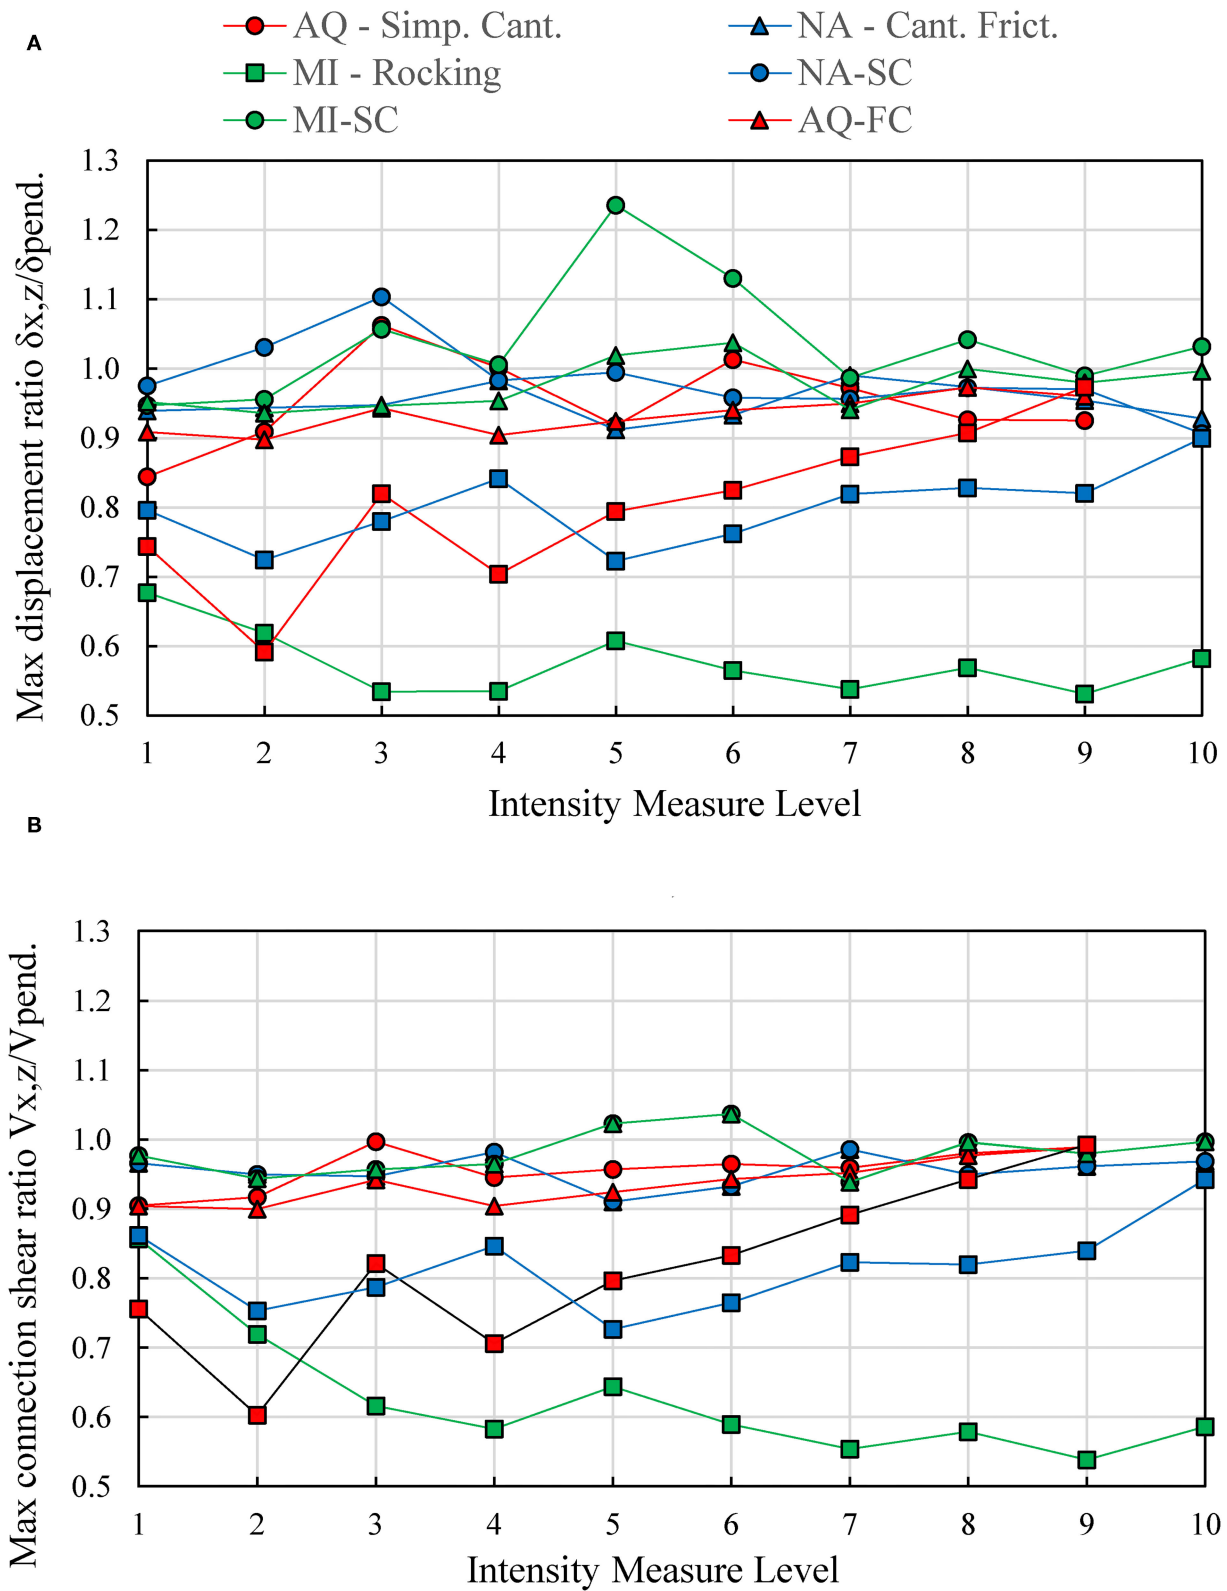 A
AQ - Simp. Cant.
NA - Cant. Frict.
MI - Rocking
NA-SC
MI-SC
AQ-FC
Max displacement ratio δx,z/δpend.
1.3
1.2
1.1
1.0
0.9
0.8
0.7
0.6
0.5
1 2 3 4 5 6 7 8 9 10
Intensity Measure Level
B
Max connection shear ratio Vx,z/Vpend.
1.3
1.2
1.1
1.0
0.9
0.8
0.7
0.6
0.5
1 2 3 4 5 6 7 8 9 10
Intensity Measure Level